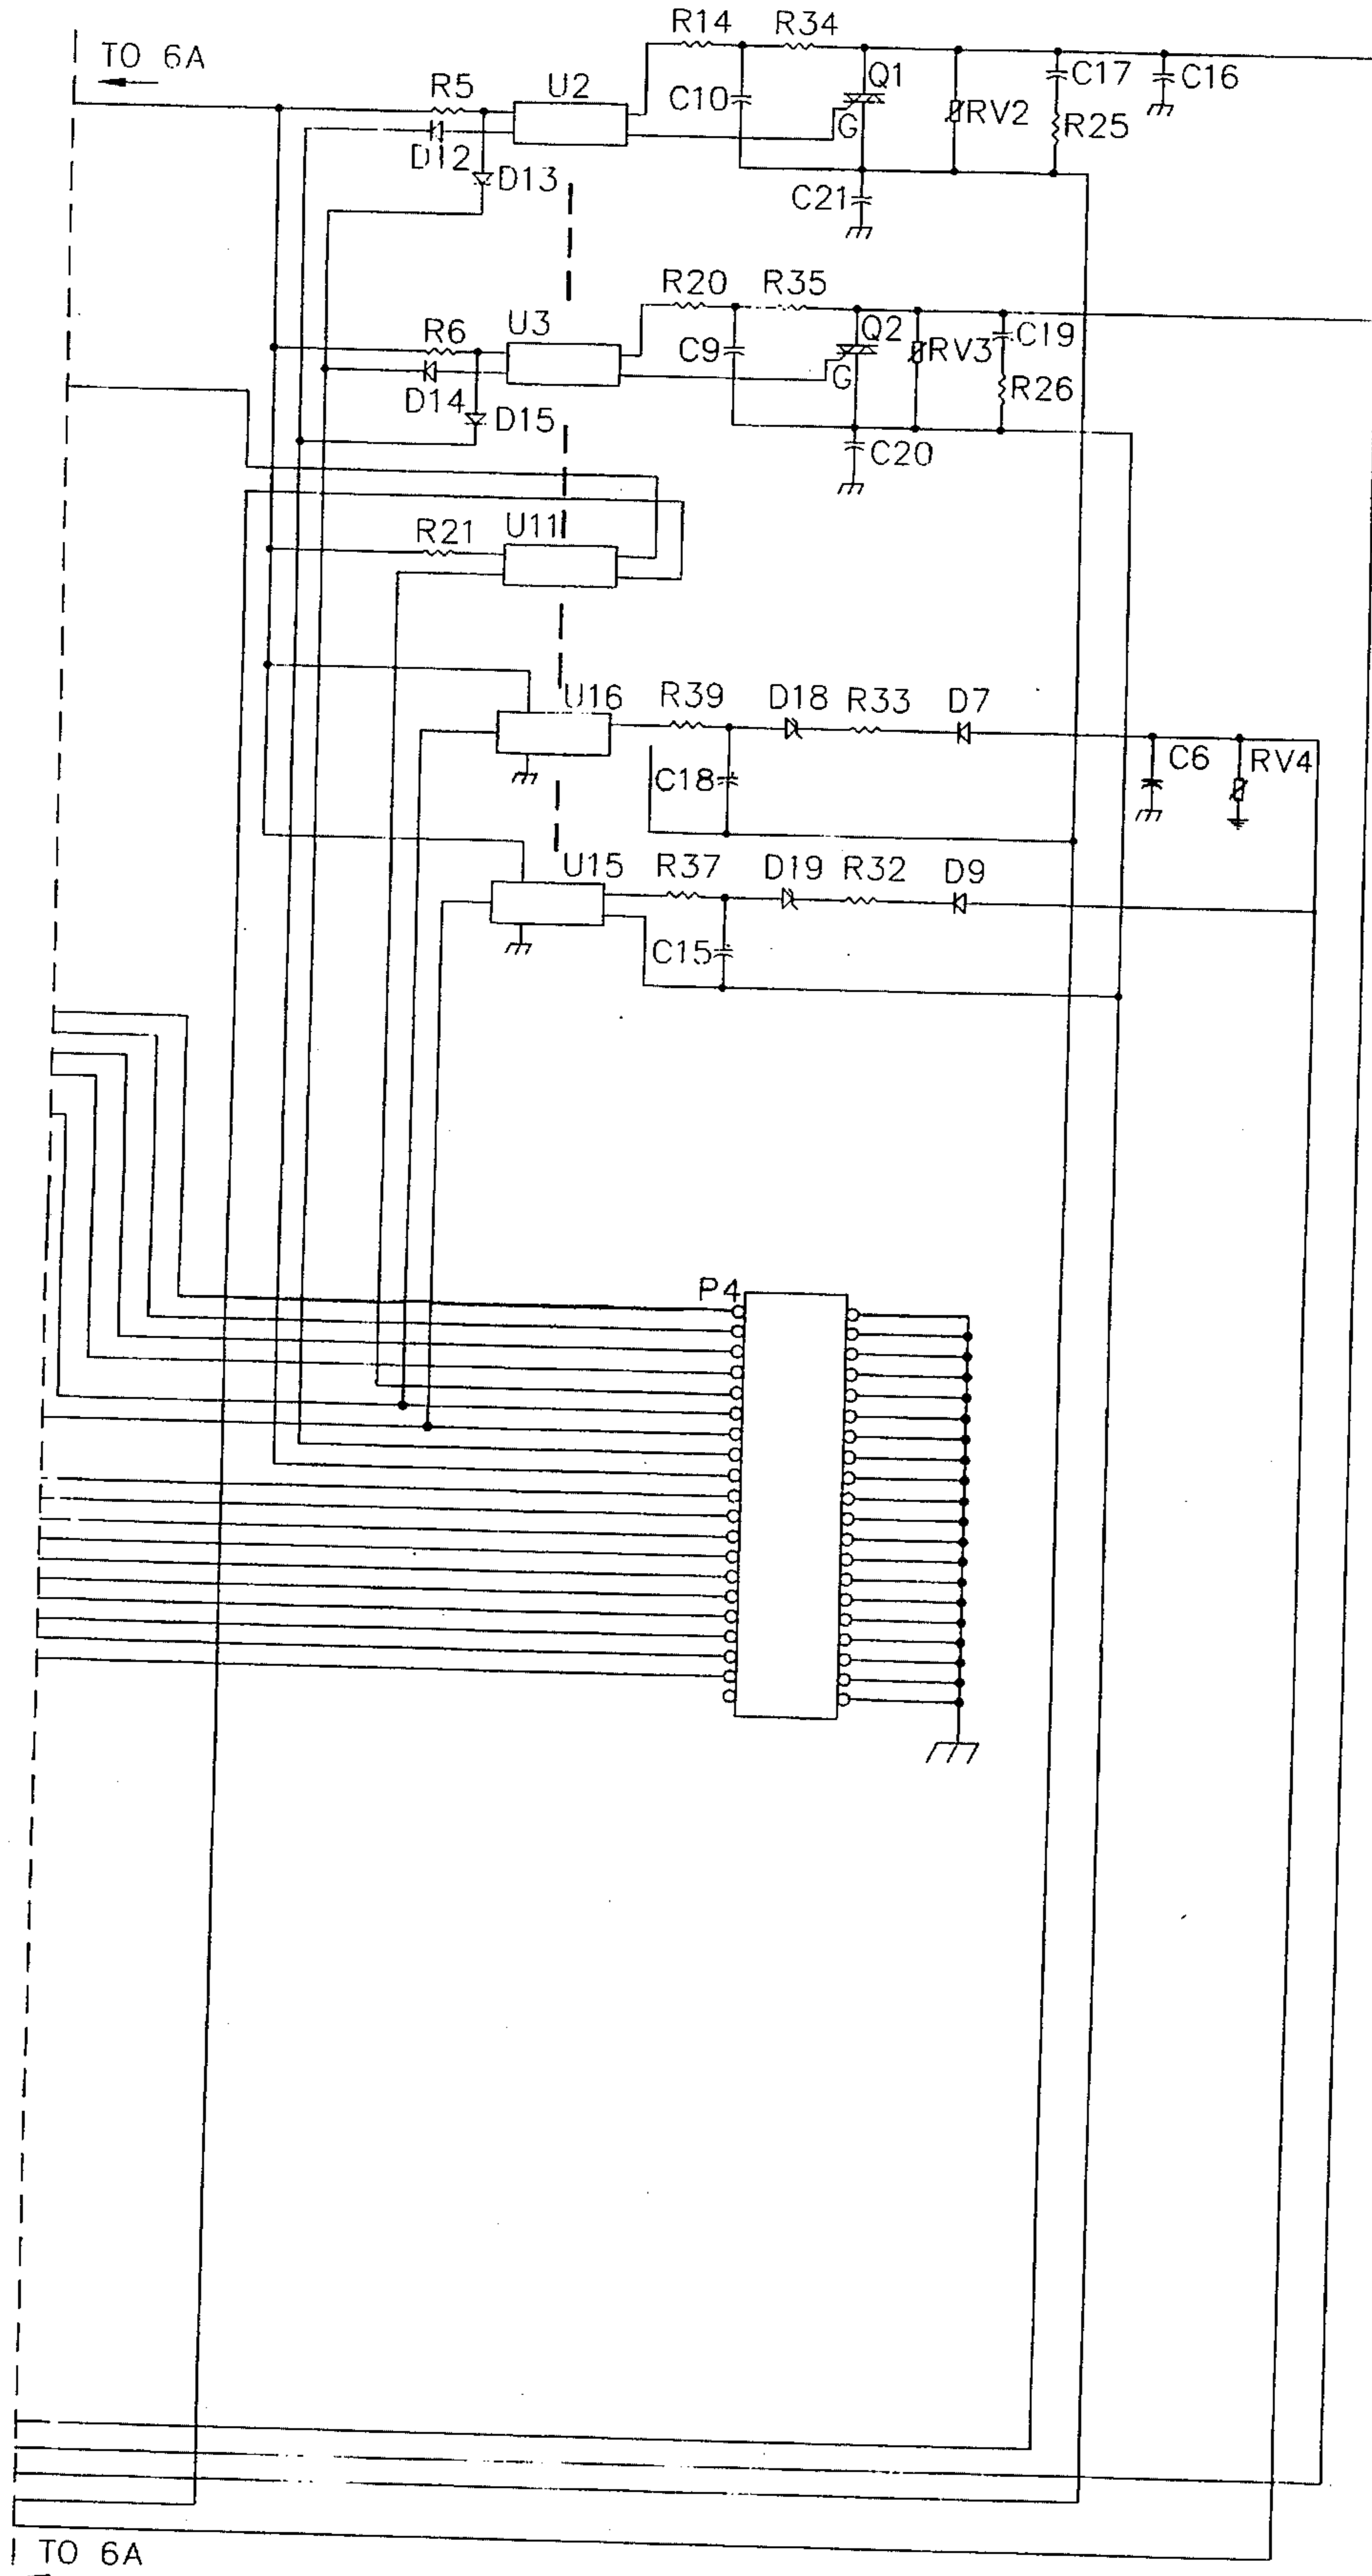 R14 R34
TO 6A
R5 U2 C10 Q1 C17 C16
G RV2 R25
D12 D13
C21
R20 R35
R6 U3 C9 Q2 RV3 C19
G R26
D14 D15
C20
R21 U11
U16 R39 D18 R33 D7
C18 C6 RV4
U15 R37 D19 R32 D9
C15
P4
TO 6A